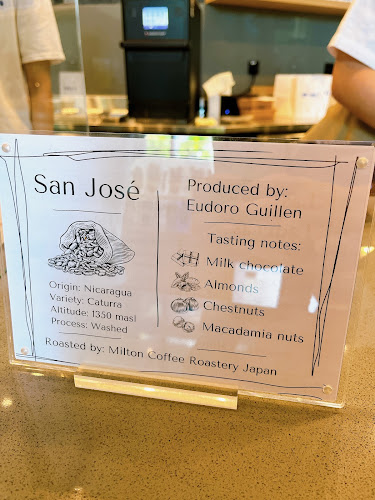 San José
Origin: Nicaragua
Variety: Caturra
Altitude: 1350 masl
Process: Washed
Produced by:
Eudoro Guillen
Tasting notes:
Milk chocolate
Almonds
Chestnuts
Macadamia nuts
Roasted by: Milton Coffee Roastery Japan